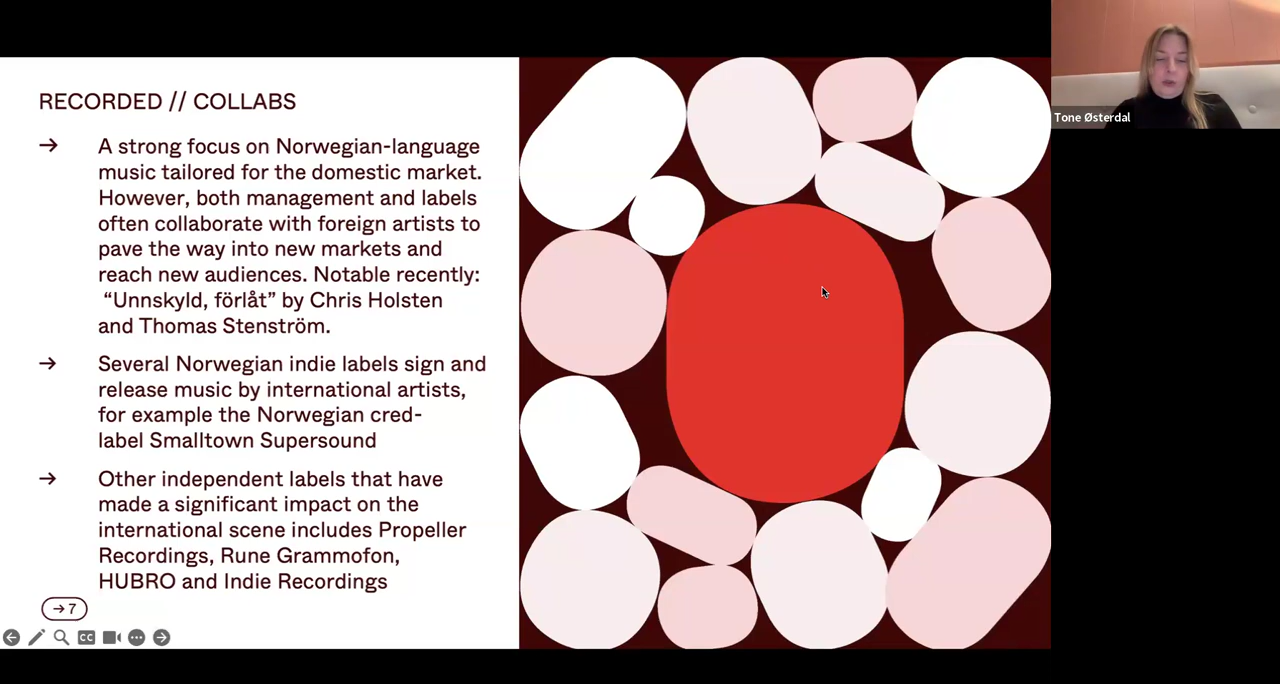 RECORDED // COLLABS
→ A strong focus on Norwegian-language
music tailored for the domestic market.
However, both management and labels
often collaborate with foreign artists to
pave the way into new markets and
reach new audiences. Notable recently:
“Unnskyld, förlåt” by Chris Holsten
and Thomas Stenström.
→ Several Norwegian indie labels sign and
release music by international artists,
for example the Norwegian cred-
label Smalltown Supersound
→ Other independent labels that have
made a significant impact on the
international scene includes Propeller
Recordings, Rune Grammofon,
HUBRO and Indie Recordings
→ 7
CC
Tone Østerdal